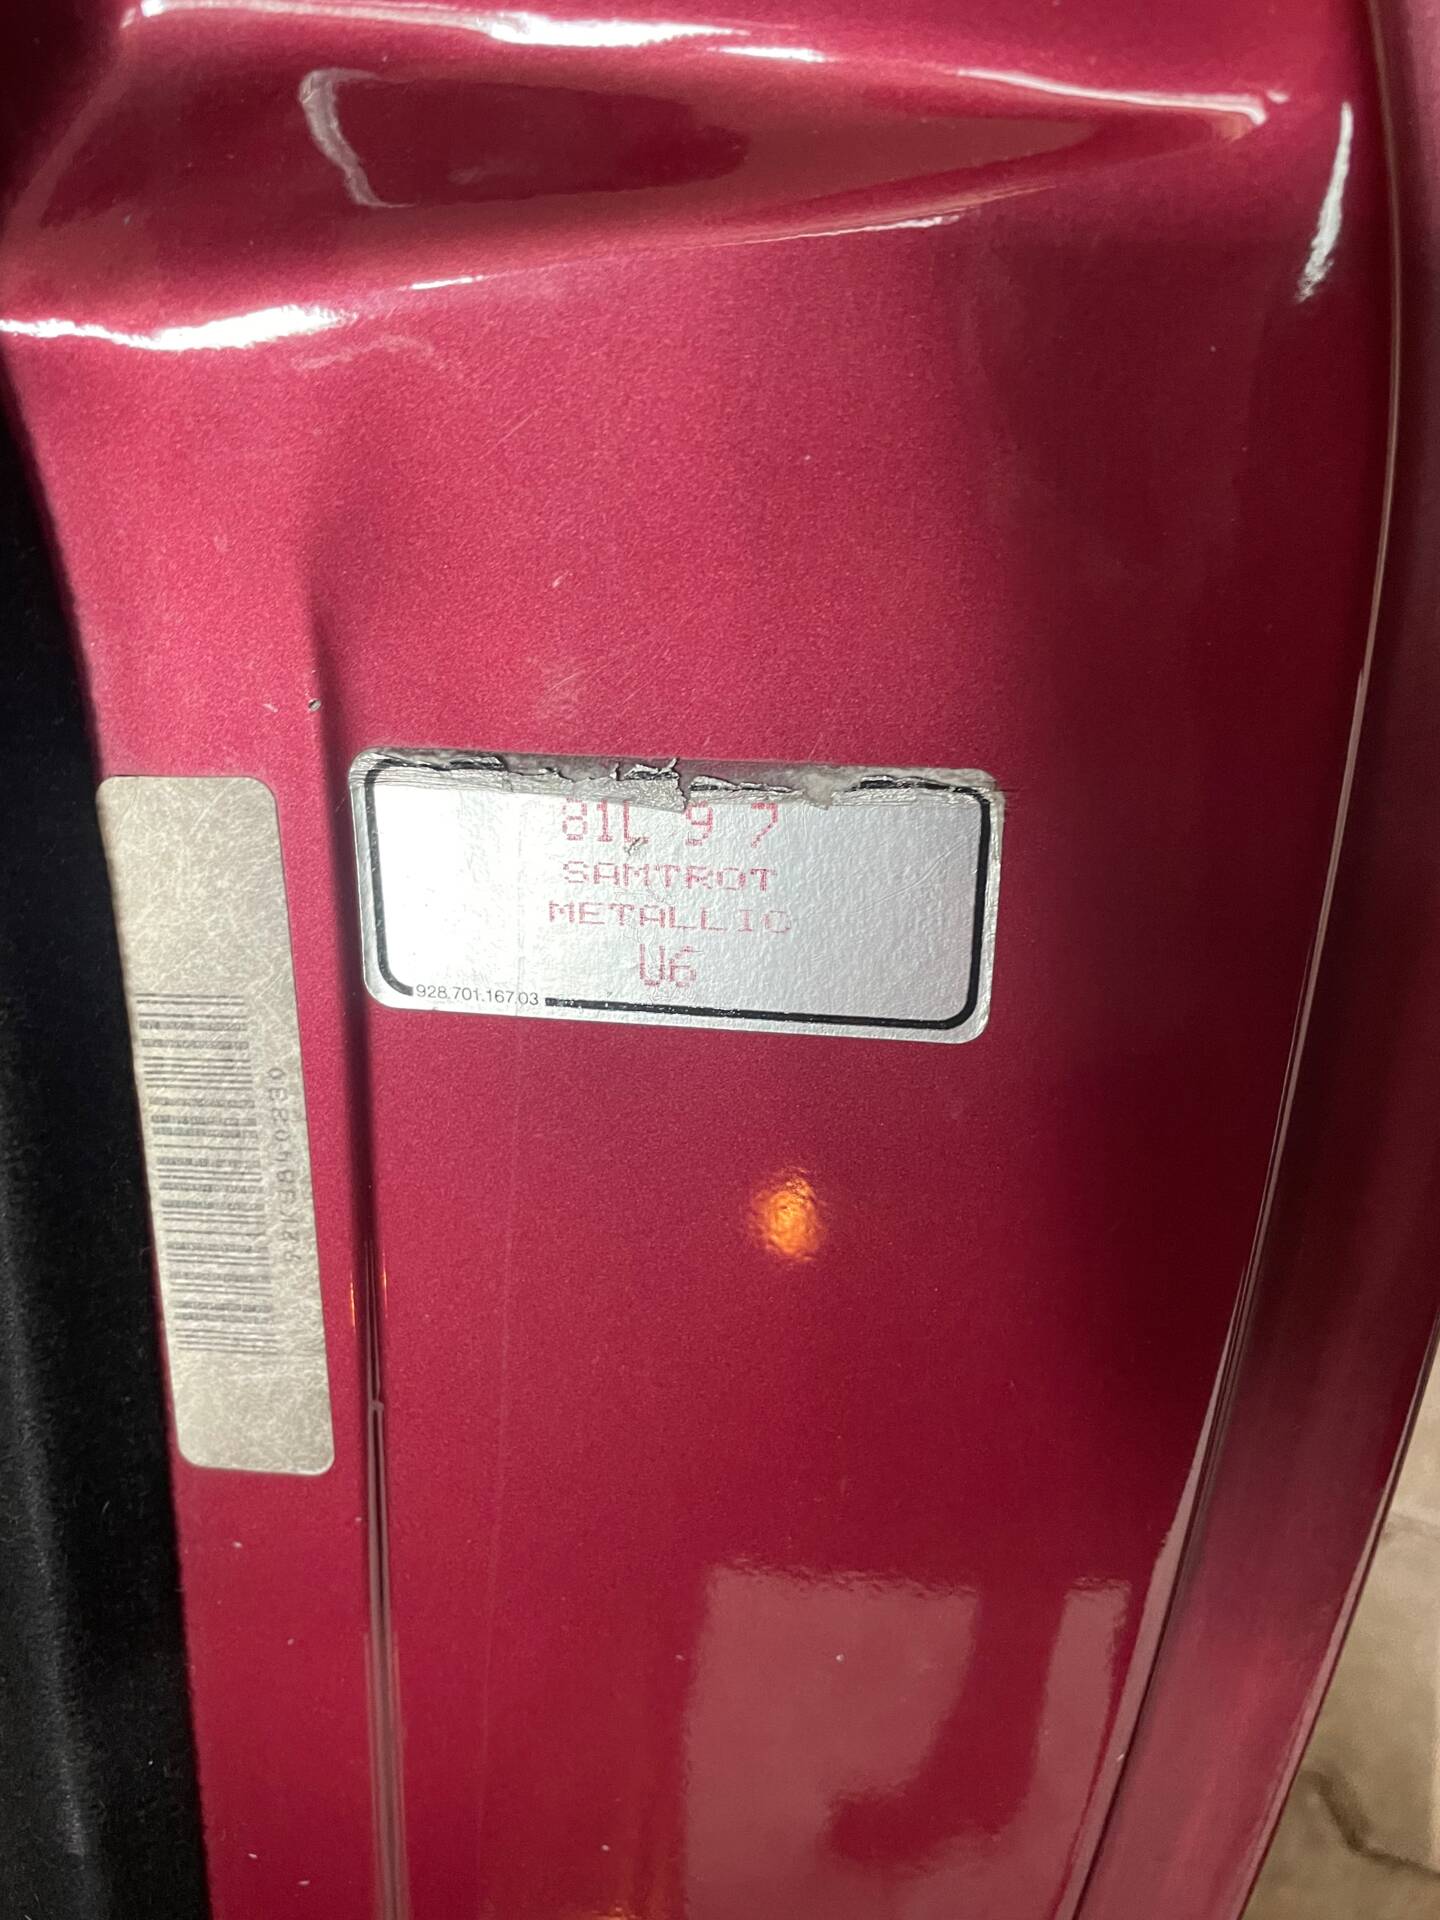 81L 9 7
SAMTROT
METALLIC
U6
928.701.167.03